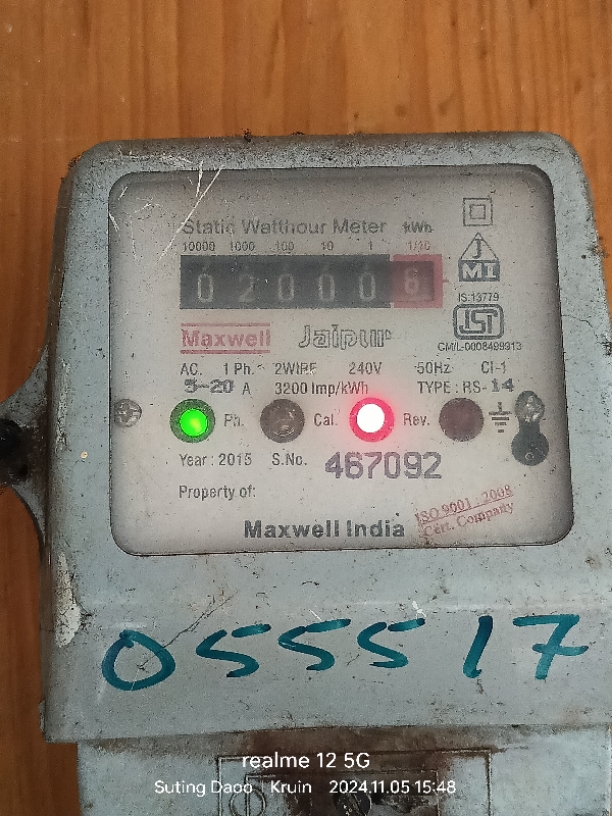 Static Watthour Meter kWh
10000 1000 100 10 1 1/10
0 2 0 0 0 8
J
MI
IS:13779
ISI
CM/L-0008499313
Maxwell Jaipur
AC. 1 Ph. 2WIRE 240V 50Hz Cl-1
5-20 A 3200 Imp/kWh TYPE : RS-14
Ph. Cal. Rev.
Year : 2015 S.No. 467092
Property of:
ISO 9001 : 2008
Cert. Company
Maxwell India
055517
realme 12 5G
Suting Daoo | Kruin 2024.11.05 15:48